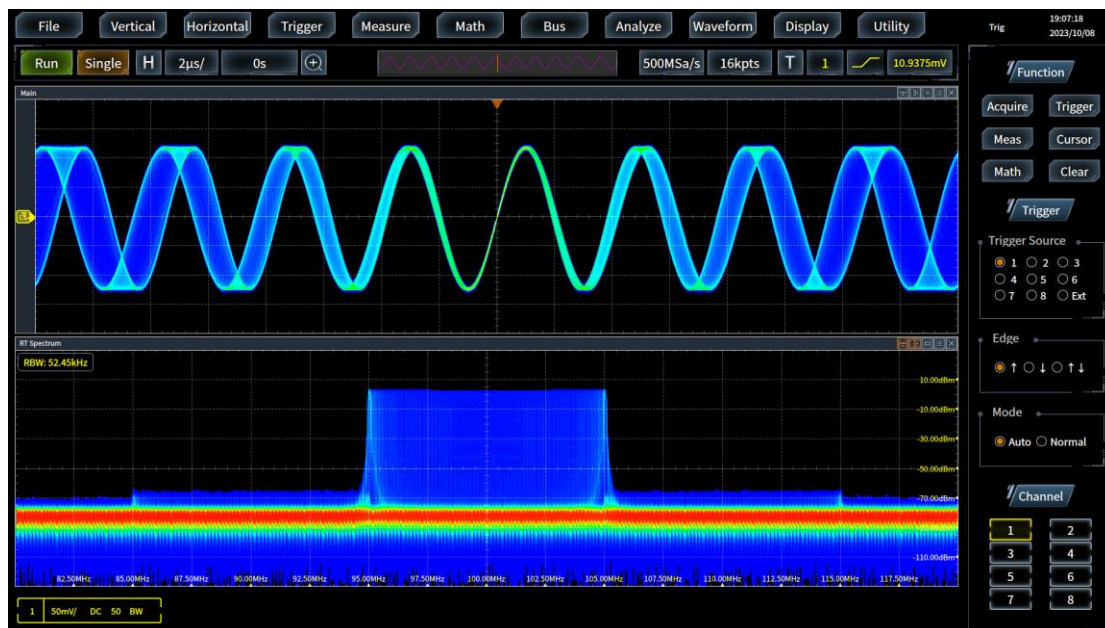 File Vertical Horizontal Trigger Measure Math Bus Analyze Waveform Display Utility Trig 19:07:18
2023/10/08
Run Single H 2µs/ 0s 500MSa/s 16kpts T 1 10.9375mV
Function
Main
Acquire Trigger
Meas Cursor
Math Clear
Trigger
Trigger Source
1 2 3
4 5 6
7 8 Ext
RT Spectrum
RBW: 52.45kHz
Edge
↑ ↓ ↑↓
10.00dBm
-10.00dBm
-30.00dBm
-50.00dBm
-70.00dBm
-110.00dBm
Mode
Auto Normal
Channel
1 2
3 4
5 6
7 8
82.50MHz 85.00MHz 87.50MHz 90.00MHz 92.50MHz 95.00MHz 97.50MHz 100.00MHz 102.50MHz 105.00MHz 107.50MHz 110.00MHz 112.50MHz 115.00MHz 117.50MHz
1 50mV/ DC 50 BW